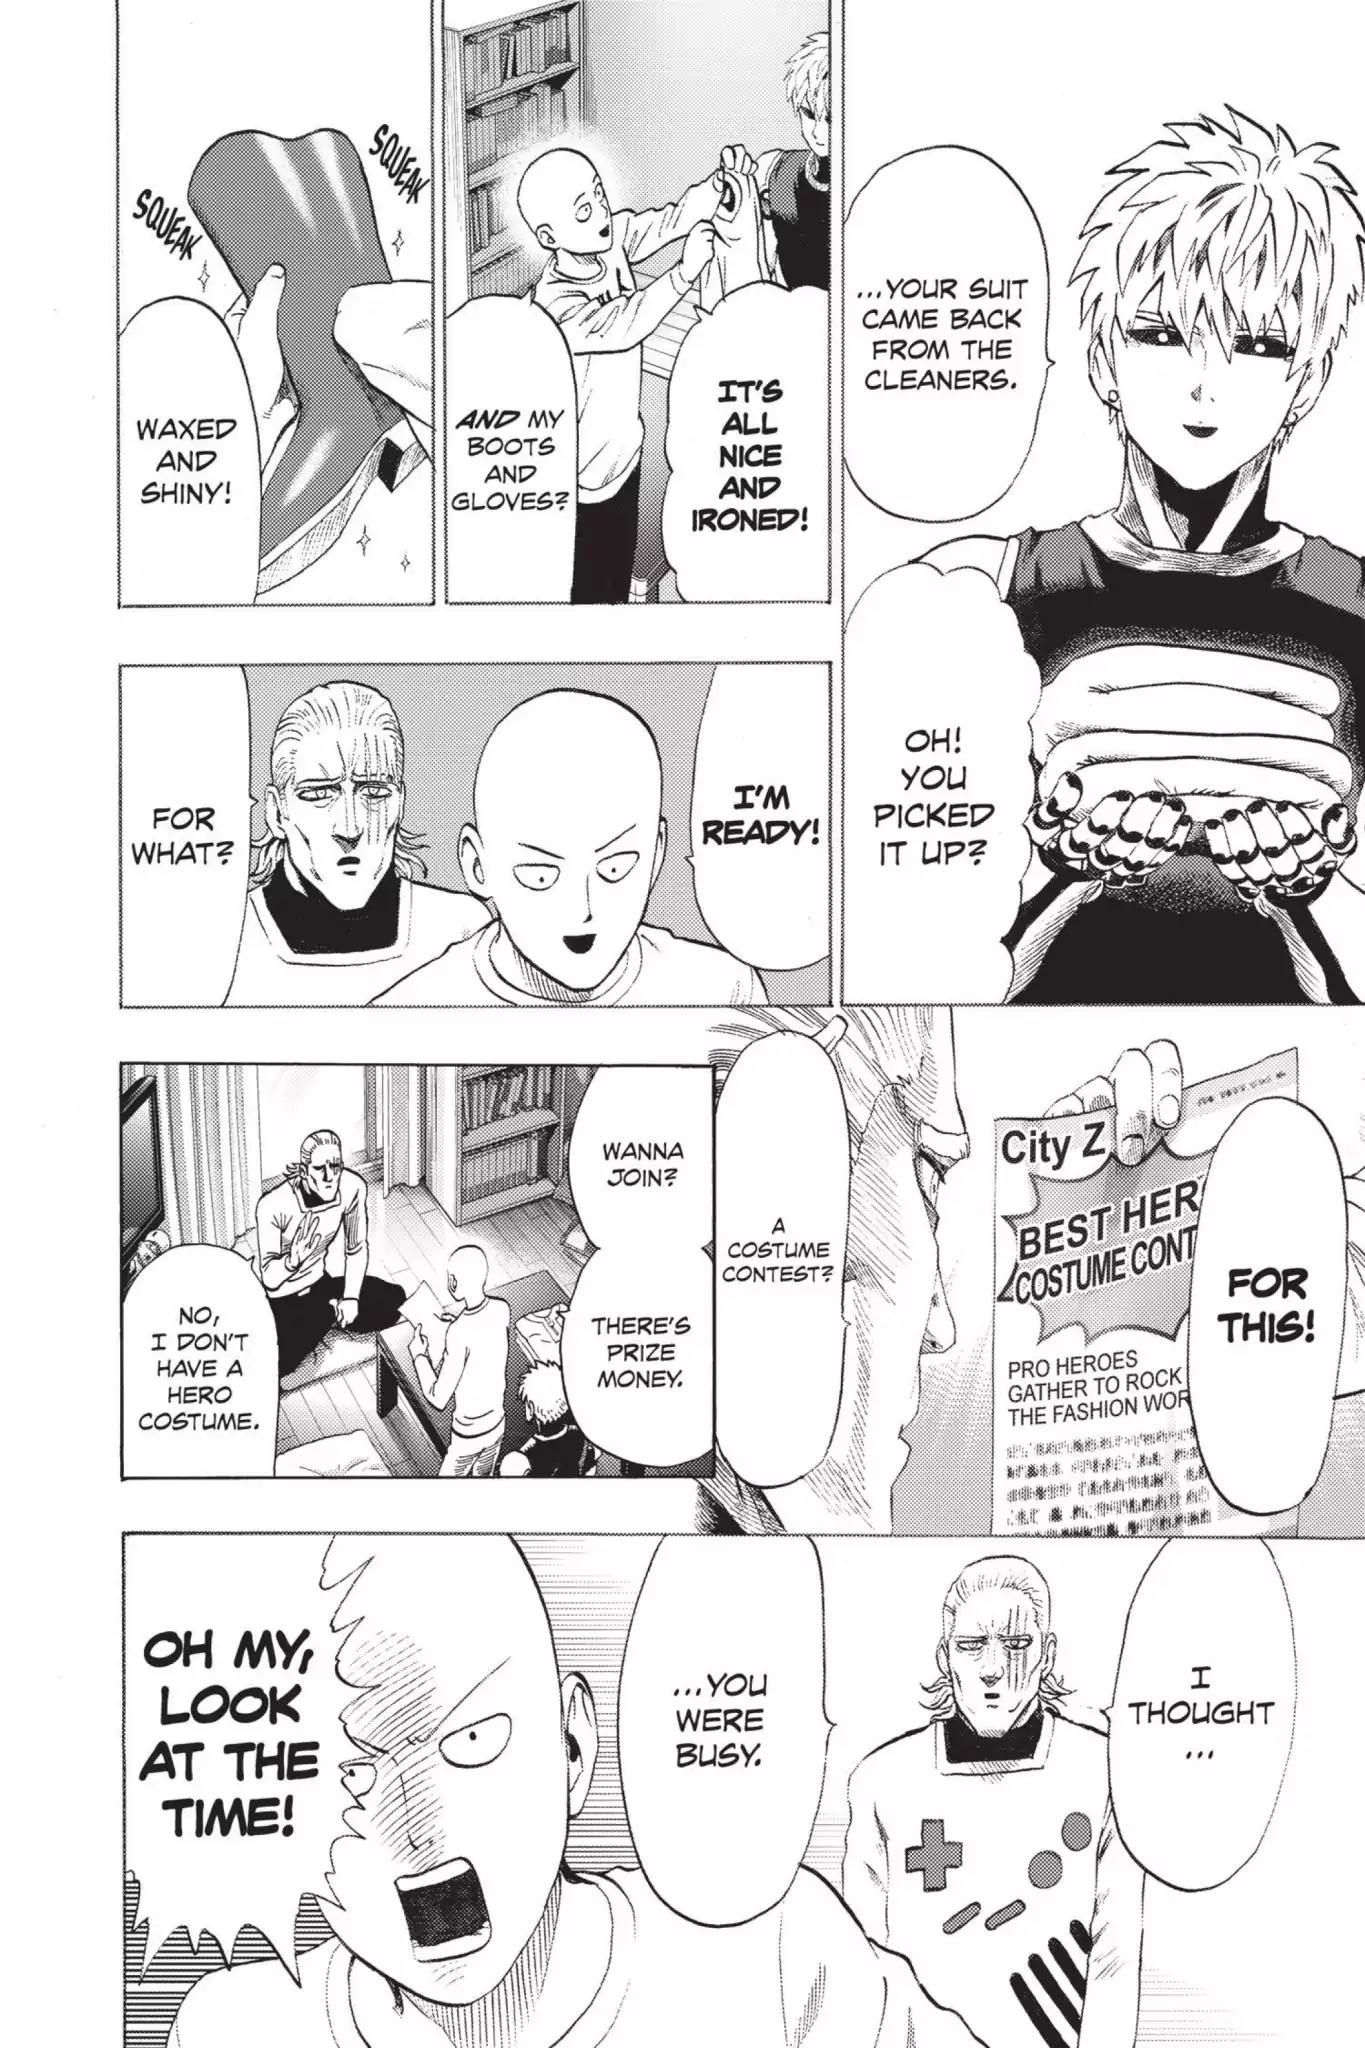 ...YOUR SUIT
CAME BACK
FROM THE
CLEANERS.
OH!
YOU
PICKED
IT UP?
IT'S
ALL
NICE
AND
IRONED!
AND MY
BOOTS
AND
GLOVES?
SQUEAK
SQUEAK
WAXED
AND
SHINY!
I'M
READY!
FOR
WHAT?
FOR
THIS!
City Z
BEST HER
COSTUME CONT
PRO HEROES
GATHER TO ROCK
THE FASHION WOR
A
COSTUME
CONTEST?
WANNA
JOIN?
THERE'S
PRIZE
MONEY.
NO,
I DON'T
HAVE A
HERO
COSTUME.
I
THOUGHT
...
...YOU
WERE
BUSY.
OH MY,
LOOK
AT THE
TIME!